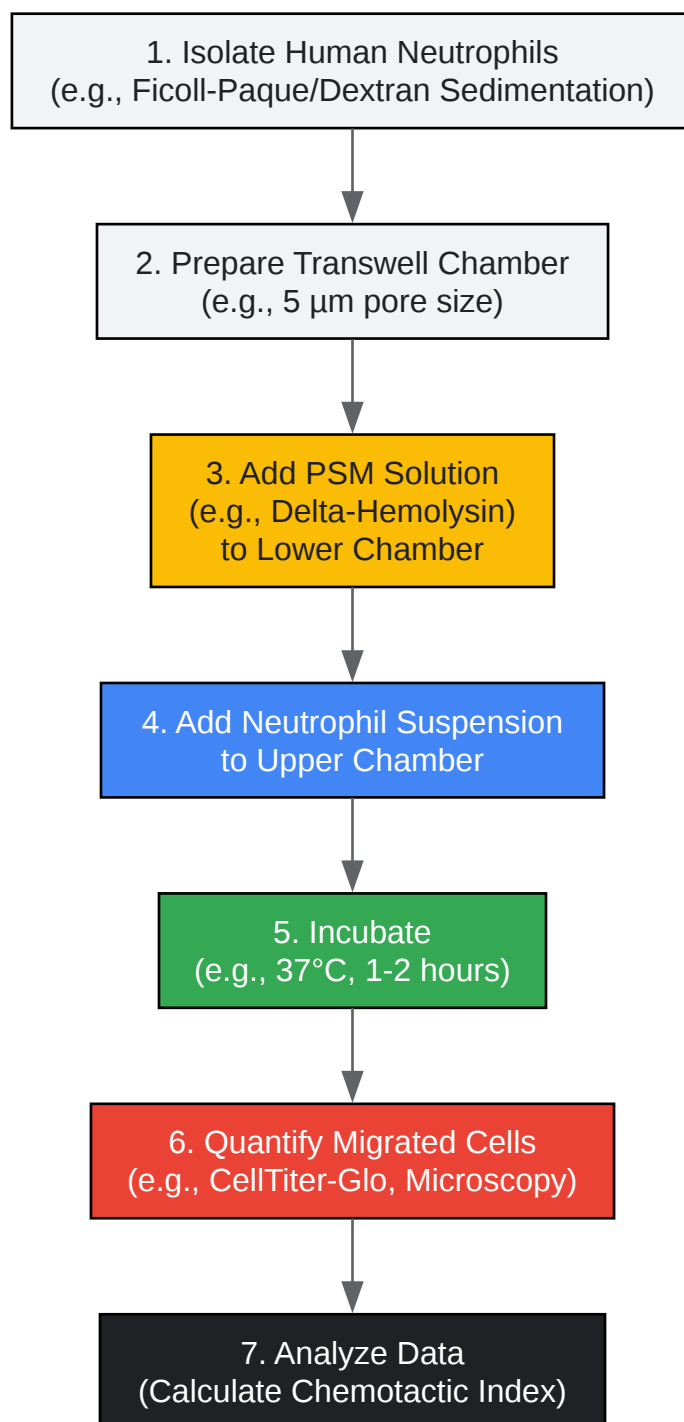 1. Isolate Human Neutrophils
(e.g., Ficoll-Paque/Dextran Sedimentation)
2. Prepare Transwell Chamber
(e.g., 5 µm pore size)
3. Add PSM Solution
(e.g., Delta-Hemolysin)
to Lower Chamber
4. Add Neutrophil Suspension
to Upper Chamber
5. Incubate
(e.g., 37°C, 1-2 hours)
6. Quantify Migrated Cells
(e.g., CellTiter-Glo, Microscopy)
7. Analyze Data
(Calculate Chemotactic Index)